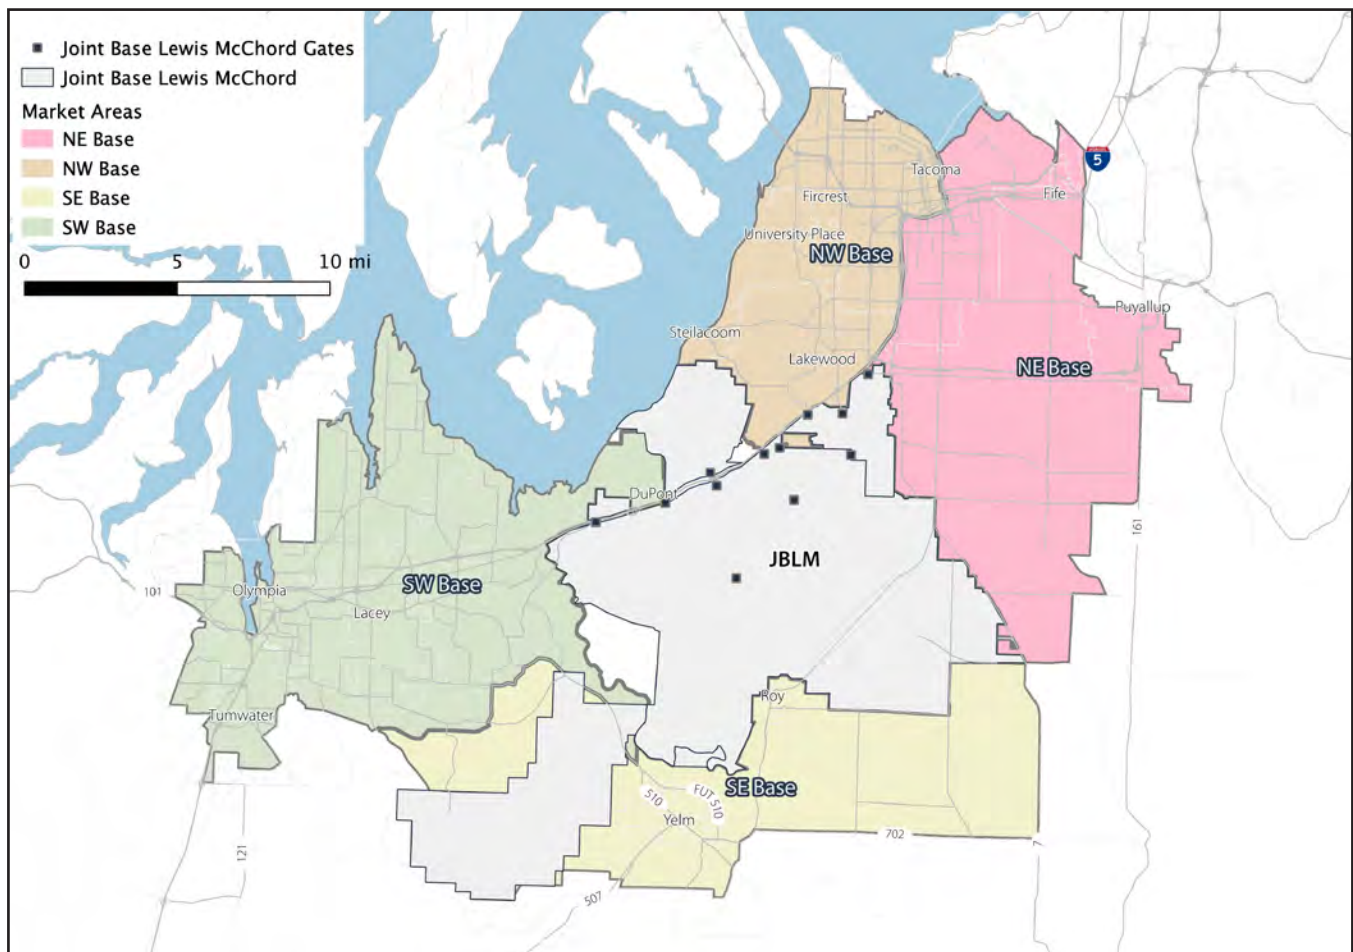 Joint Base Lewis McChord Gates
Joint Base Lewis McChord
Market Areas
NE Base
NW Base
SE Base
SW Base
0 5 10 mi
5
Tacoma
Fircrest
Fife
University Place
NW Base
Puyallup
Steilacoom
Lakewood
NE Base
DuPont
161
JBLM
101
Olympia
SW Base
Lacey
Roy
Tumwater
SE Base
510
FUT 510
Yelm
702
7
121
507